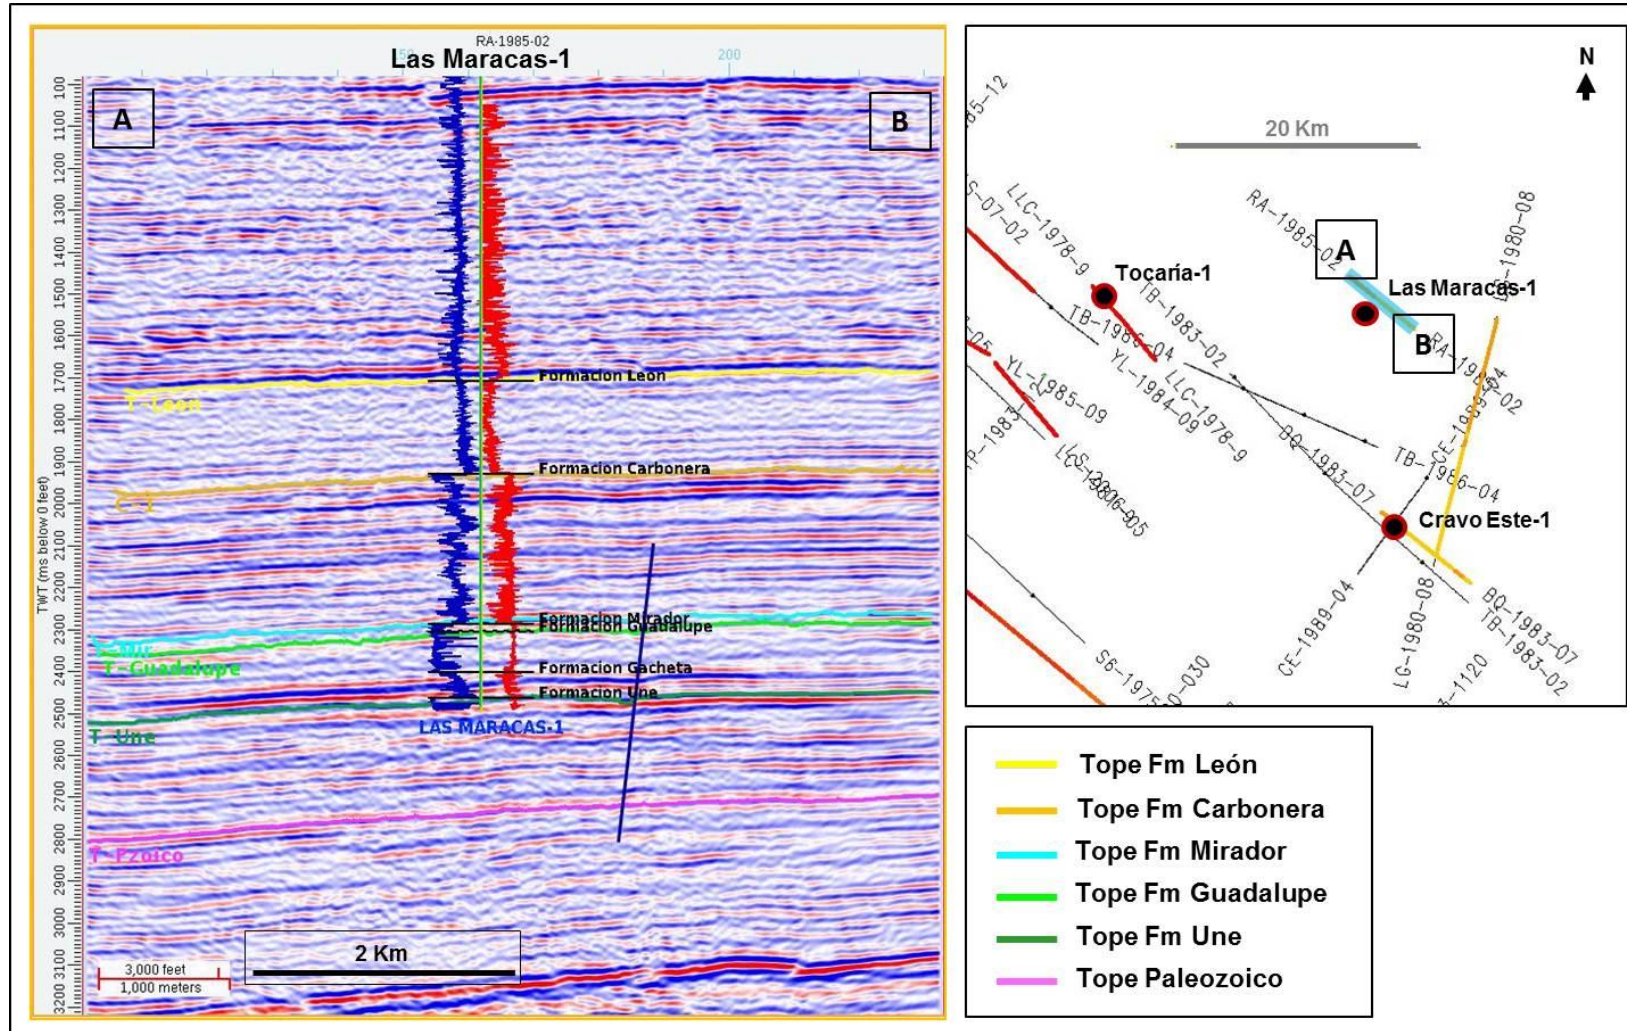 RA-1985-02
Las Maracas-1
200
A
B
TWT (ms below 0 feet)
1100
1200
1300
1400
1500
1600
1700
1800
1900
2000
2100
2200
2300
2400
2500
2600
2700
2800
2900
3000
3100
3200
Formacion Leon
T-Leon
Formacion Carbonera
C-1
Formacion Mirador
Formacion Guadalupe
T-Guadalupe
Formacion Gacheta
Formacion Une
T-Une
LAS MARACAS-1
T-Pzoico
2 Km
3,000 feet
1,000 meters
N
20 Km
RA-1985-02
A
Las Maracas-1
B
Tocaría-1
LLC-1978-9
TB-1983-02
TB-1986-04
YL-1985-09
YL-1984-09
LLC-1978-9
BQ-1983-07
TB-1986-04
Cravo Este-1
CE-1989-04
LG-1980-08
BQ-1983-07
TB-1983-02
Tope Fm León
Tope Fm Carbonera
Tope Fm Mirador
Tope Fm Guadalupe
Tope Fm Une
Tope Paleozoico